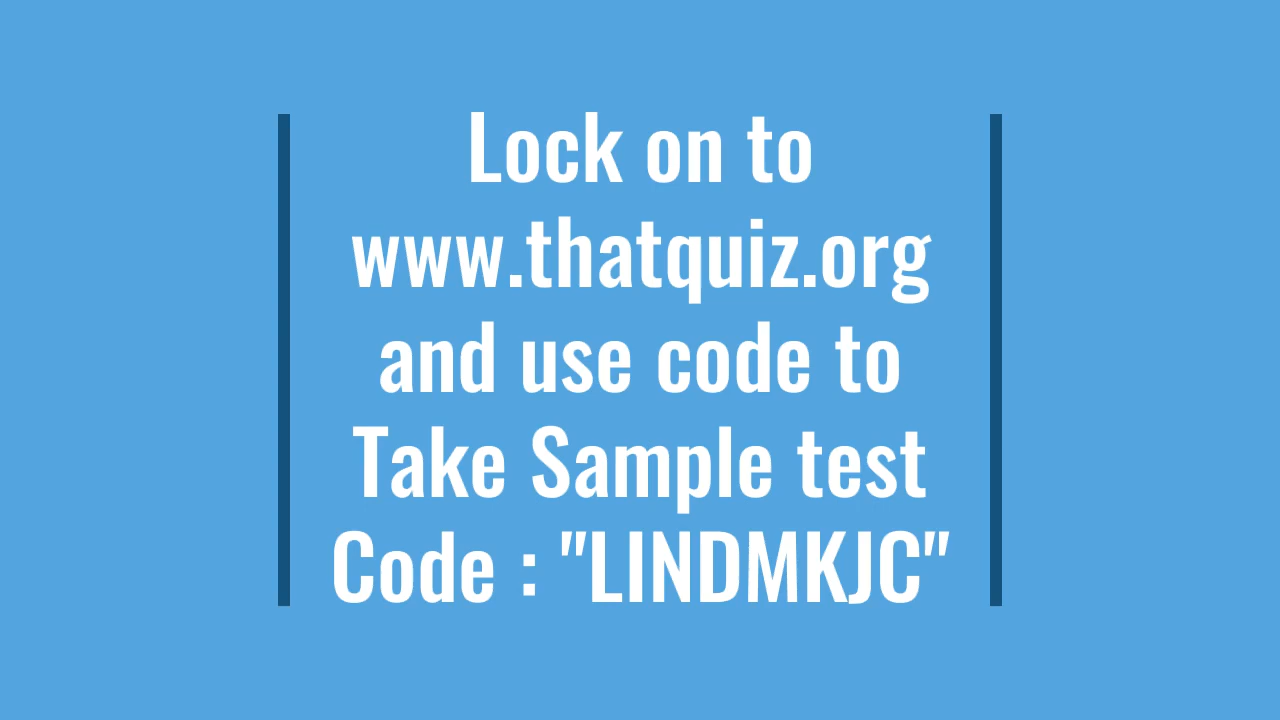 Lock on to
www.thatquiz.org
and use code to
Take Sample test
Code : "LINDMKJC"